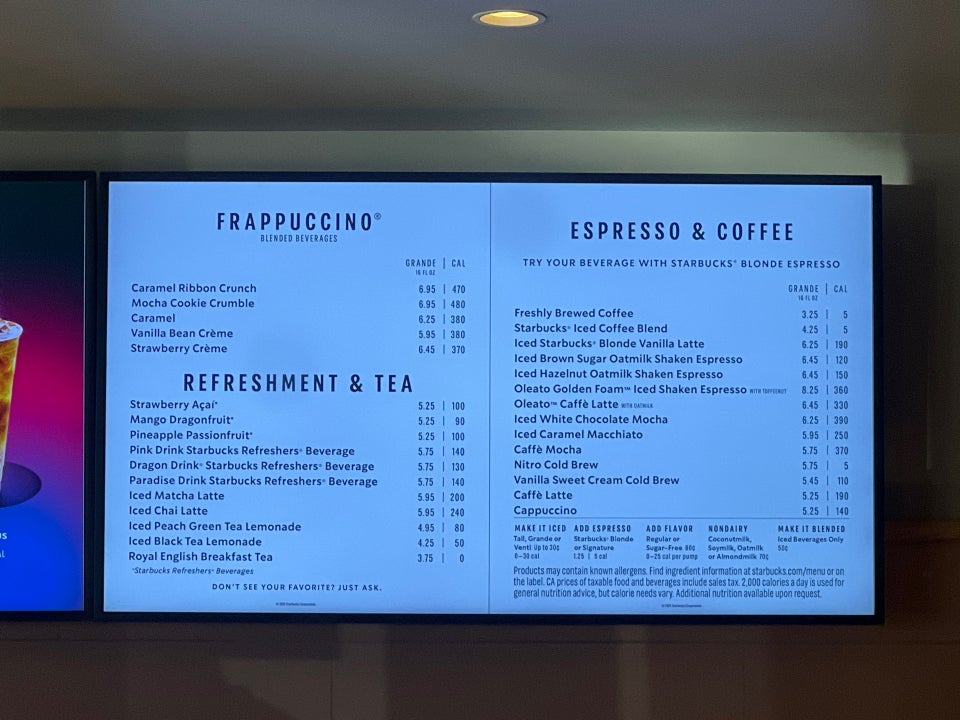 FRAPPUCCINO®
BLENDED BEVERAGES
GRANDE | CAL
16 FL OZ
Caramel Ribbon Crunch 6.95 | 470
Mocha Cookie Crumble 6.95 | 480
Caramel 6.25 | 380
Vanilla Bean Crème 5.95 | 380
Strawberry Crème 6.45 | 370
REFRESHMENT & TEA
Strawberry Açaí* 5.25 | 100
Mango Dragonfruit* 5.25 | 90
Pineapple Passionfruit* 5.25 | 100
Pink Drink Starbucks Refreshers® Beverage 5.75 | 140
Dragon Drink® Starbucks Refreshers® Beverage 5.75 | 130
Paradise Drink Starbucks Refreshers® Beverage 5.75 | 140
Iced Matcha Latte 5.95 | 200
Iced Chai Latte 5.95 | 240
Iced Peach Green Tea Lemonade 4.95 | 80
Iced Black Tea Lemonade 4.25 | 50
Royal English Breakfast Tea 3.75 | 0
*Starbucks Refreshers® Beverages
DON'T SEE YOUR FAVORITE? JUST ASK.
ESPRESSO & COFFEE
TRY YOUR BEVERAGE WITH STARBUCKS® BLONDE ESPRESSO
GRANDE | CAL
16 FL OZ
Freshly Brewed Coffee 3.25 | 5
Starbucks® Iced Coffee Blend 4.25 | 5
Iced Starbucks® Blonde Vanilla Latte 6.25 | 190
Iced Brown Sugar Oatmilk Shaken Espresso 6.45 | 120
Iced Hazelnut Oatmilk Shaken Espresso 6.45 | 150
Oleato Golden Foam™ Iced Shaken Espresso WITH TOFFEENUT 8.25 | 360
Oleato™ Caffè Latte WITH OATMILK 6.45 | 330
Iced White Chocolate Mocha 6.25 | 390
Iced Caramel Macchiato 5.95 | 250
Caffè Mocha 5.75 | 370
Nitro Cold Brew 5.75 | 5
Vanilla Sweet Cream Cold Brew 5.45 | 110
Caffè Latte 5.25 | 190
Cappuccino 5.25 | 140
MAKE IT ICED
Tall, Grande or
Venti Up to 30¢
0–30 cal
ADD ESPRESSO
Starbucks® Blonde
or Signature
1.25 | 5 cal
ADD FLAVOR
Regular or
Sugar-Free 80¢
0–25 cal per pump
NONDAIRY
Coconutmilk,
Soymilk, Oatmilk
or Almondmilk 70¢
MAKE IT BLENDED
Iced Beverages Only
50¢
Products may contain known allergens. Find ingredient information at starbucks.com/menu or on
the label. CA prices of taxable food and beverages include sales tax. 2,000 calories a day is used for
general nutrition advice, but calorie needs vary. Additional nutrition available upon request.